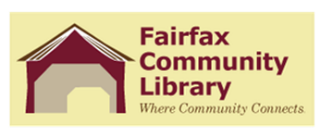 Fairfax
Community
Library
Where Community Connects.